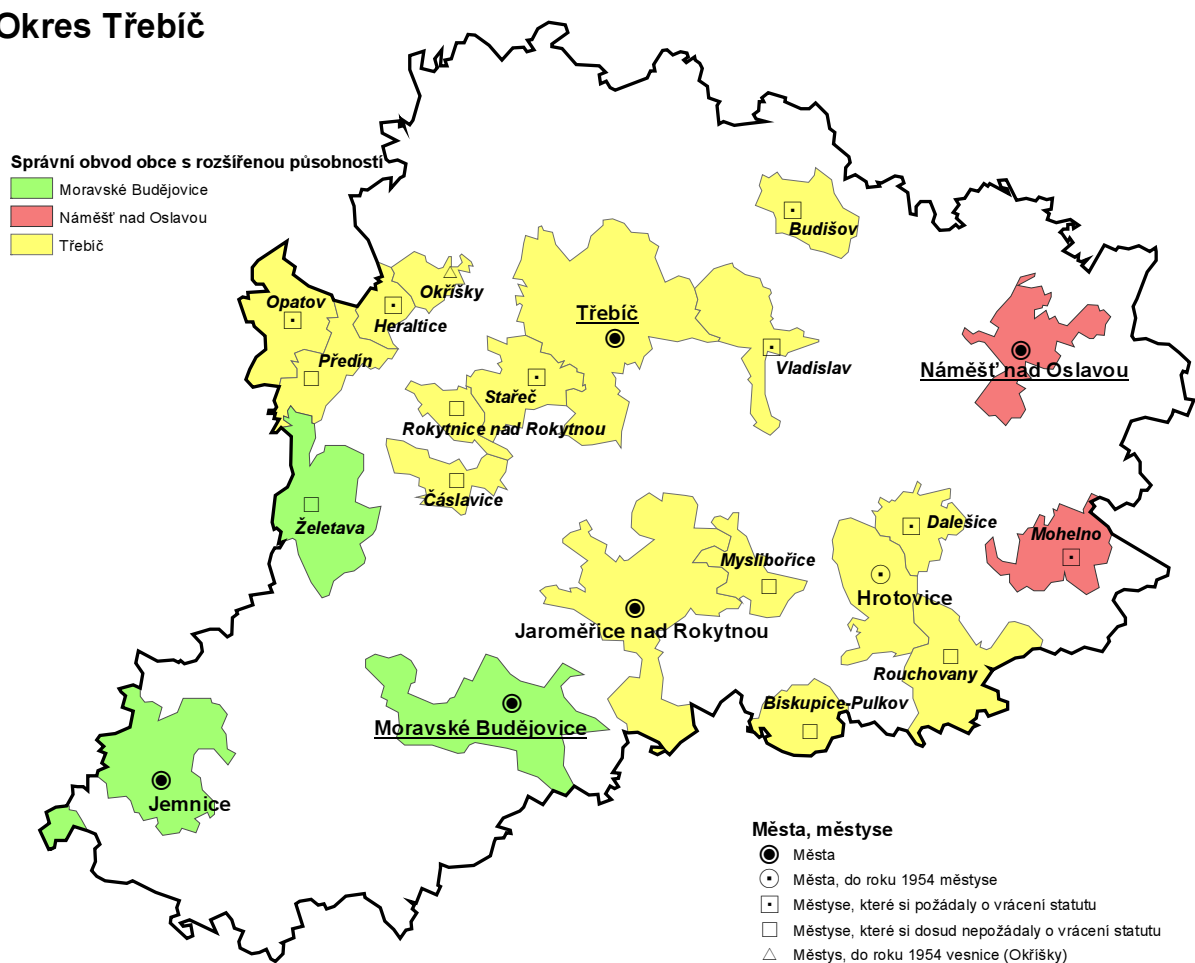 Okres Třebíč
Správní obvod obce s rozšířenou působností
Moravské Budějovice
Náměšť nad Oslavou
Třebíč
Budišov
Okříšky
Opatov
Heraltice
Třebíč
Předín
Vladislav
Náměšť nad Oslavou
Stařeč
Rokytnice nad Rokytnou
Čáslavice
Želetava
Dalešice
Mohelno
Myslibořice
Hrotovice
Jaroměřice nad Rokytnou
Rouchovany
Biskupice-Pulkov
Moravské Budějovice
Jemnice
Města, městyse
Města
Města, do roku 1954 městyse
Městyse, které si požádaly o vrácení statutu
Městyse, které si dosud nepožádaly o vrácení statutu
Městys, do roku 1954 vesnice (Okříšky)